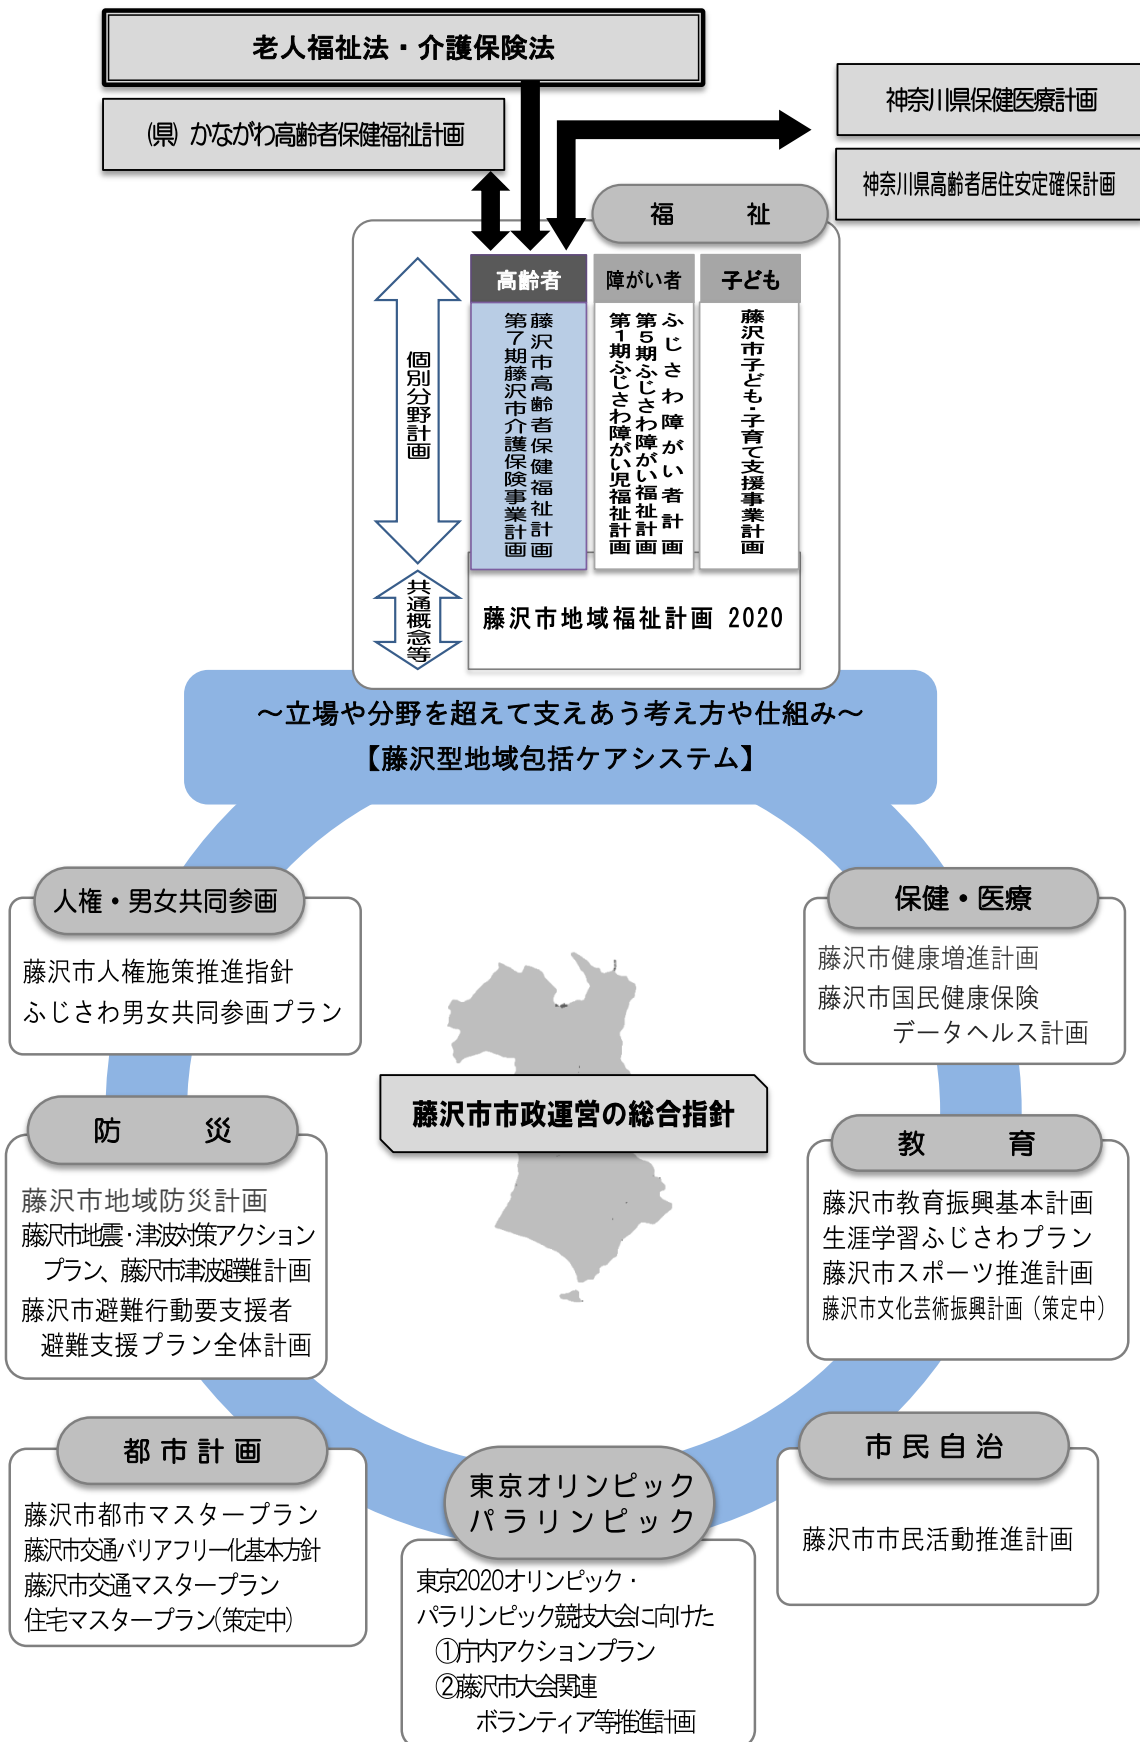 老人福祉法・介護保険法
(県) かながわ高齢者保健福祉計画
神奈川県保健医療計画
神奈川県高齢者居住安定確保計画
福　　祉
高齢者
障がい者
子ども
個別分野計画
藤沢市高齢者保健福祉計画
第7期藤沢市介護保険事業計画
ふじさわ障がい者計画
第5期ふじさわ障がい福祉計画
第1期ふじさわ障がい児福祉計画
藤沢市子ども・子育て支援事業計画
共通概念等
藤沢市地域福祉計画 2020
～立場や分野を超えて支えあう考え方や仕組み～
【藤沢型地域包括ケアシステム】
人権・男女共同参画
藤沢市人権施策推進指針
ふじさわ男女共同参画プラン
保健・医療
藤沢市健康増進計画
藤沢市国民健康保険
データヘルス計画
藤沢市市政運営の総合指針
防　　災
藤沢市地域防災計画
藤沢市地震・津波対策アクション
プラン、藤沢市津波避難計画
藤沢市避難行動要支援者
避難支援プラン全体計画
教　　育
藤沢市教育振興基本計画
生涯学習ふじさわプラン
藤沢市スポーツ推進計画
藤沢市文化芸術振興計画（策定中）
都市計画
藤沢市都市マスタープラン
藤沢市交通バリアフリー化基本方針
藤沢市交通マスタープラン
住宅マスタープラン(策定中)
東京オリンピック
パラリンピック
東京2020オリンピック・
パラリンピック競技大会に向けた
①庁内アクションプラン
②藤沢市大会関連
ボランティア等推進計画
市民自治
藤沢市市民活動推進計画